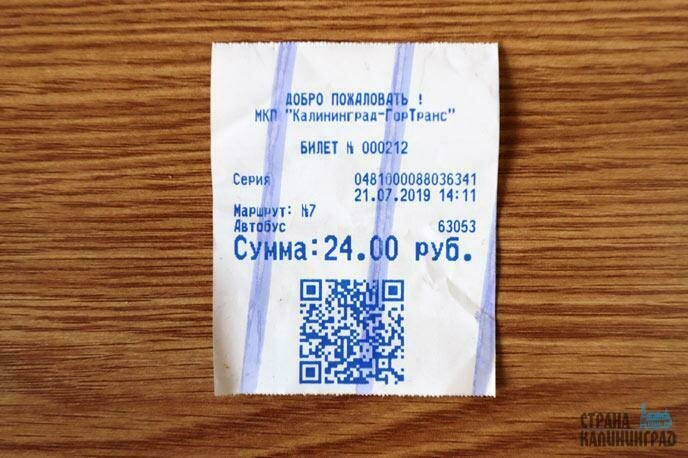 ДОБРО ПОЖАЛОВАТЬ !
МКП "Калининград-ГорТранс"
БИЛЕТ № 000212
Серия 0481000088036341
21.07.2019 14:11
Маршрут: №7
Автобус 63053
Сумма:24.00 руб.
СТРАНА
КАЛИНИНГРАД